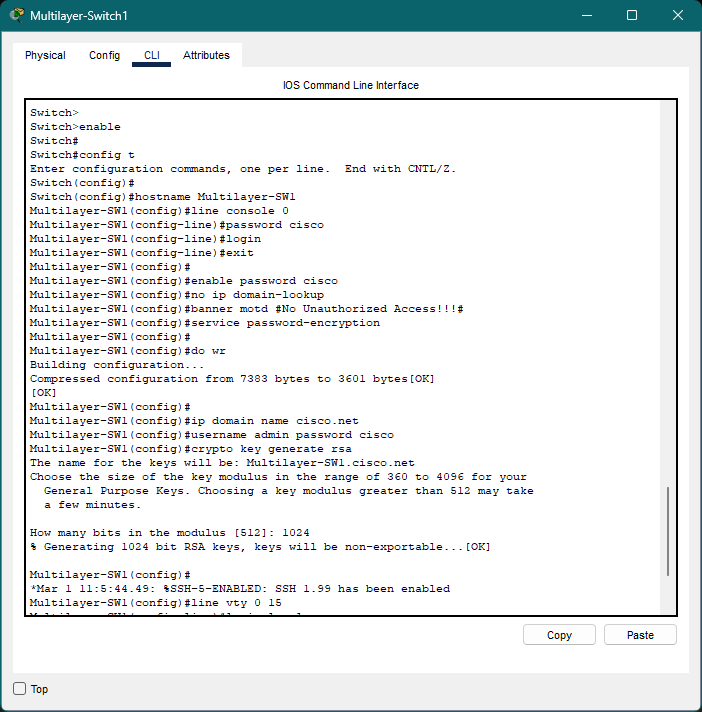 Multilayer-Switch1
Physical Config CLI Attributes
IOS Command Line Interface
Switch>
Switch>enable
Switch#
Switch#config t
Enter configuration commands, one per line.  End with CNTL/Z.
Switch(config)#
Switch(config)#hostname Multilayer-SW1
Multilayer-SW1(config)#line console 0
Multilayer-SW1(config-line)#password cisco
Multilayer-SW1(config-line)#login
Multilayer-SW1(config-line)#exit
Multilayer-SW1(config)#
Multilayer-SW1(config)#enable password cisco
Multilayer-SW1(config)#no ip domain-lookup
Multilayer-SW1(config)#banner motd #No Unauthorized Access!!!#
Multilayer-SW1(config)#service password-encryption
Multilayer-SW1(config)#
Multilayer-SW1(config)#do wr
Building configuration...
Compressed configuration from 7383 bytes to 3601 bytes[OK]
[OK]
Multilayer-SW1(config)#
Multilayer-SW1(config)#ip domain name cisco.net
Multilayer-SW1(config)#username admin password cisco
Multilayer-SW1(config)#crypto key generate rsa
The name for the keys will be: Multilayer-SW1.cisco.net
Choose the size of the key modulus in the range of 360 to 4096 for your
  General Purpose Keys. Choosing a key modulus greater than 512 may take
  a few minutes.
How many bits in the modulus [512]: 1024
% Generating 1024 bit RSA keys, keys will be non-exportable...[OK]
Multilayer-SW1(config)#
*Mar 1 11:5:44.49: %SSH-5-ENABLED: SSH 1.99 has been enabled
Multilayer-SW1(config)#line vty 0 15
Copy Paste
Top